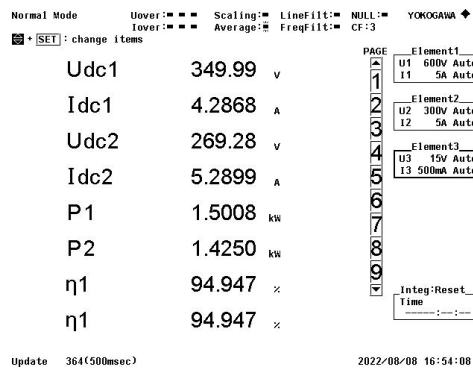 Normal Mode Uover: Scaling: LineFilt: NULL: YOKOGAWA
Iover: Average: FreqFilt: CF:3
+ SET : change items
PAGE
Udc1 349.99 V
Idc1 4.2868 A
Udc2 269.28 V
Idc2 5.2899 A
P1 1.5008 kW
P2 1.4250 kW
η1 94.947 %
η1 94.947 %
1
2
3
4
5
6
7
8
9
Element1
U1 600V Auto
I1 5A Auto
Element2
U2 300V Auto
I2 5A Auto
Element3
U3 15V Auto
I3 500mA Auto
Integ:Reset
Time
-----:--:--
Update 364(500msec) 2022/08/08 16:54:08